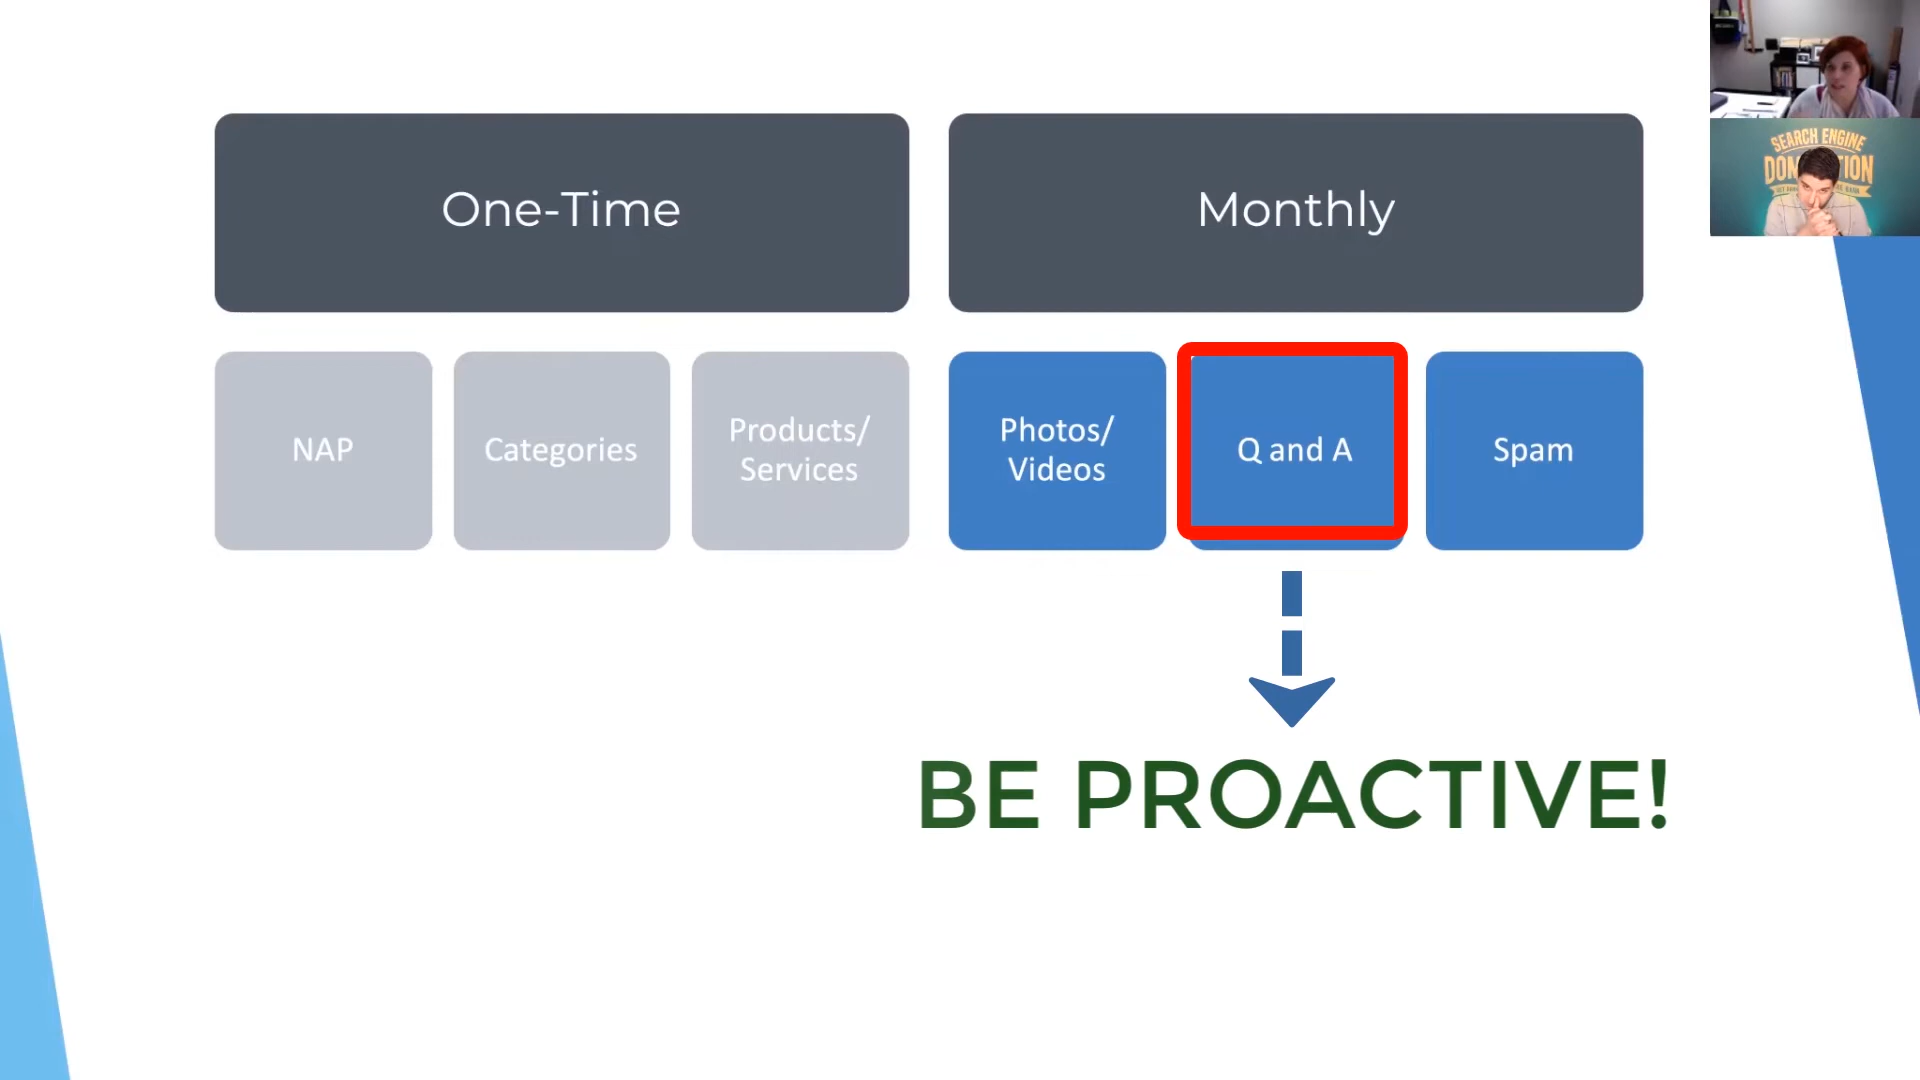 One-Time
Monthly
NAP
Categories
Products/
Services
Photos/
Videos
Q and A
Spam
BE PROACTIVE!
SEARCH ENGINE